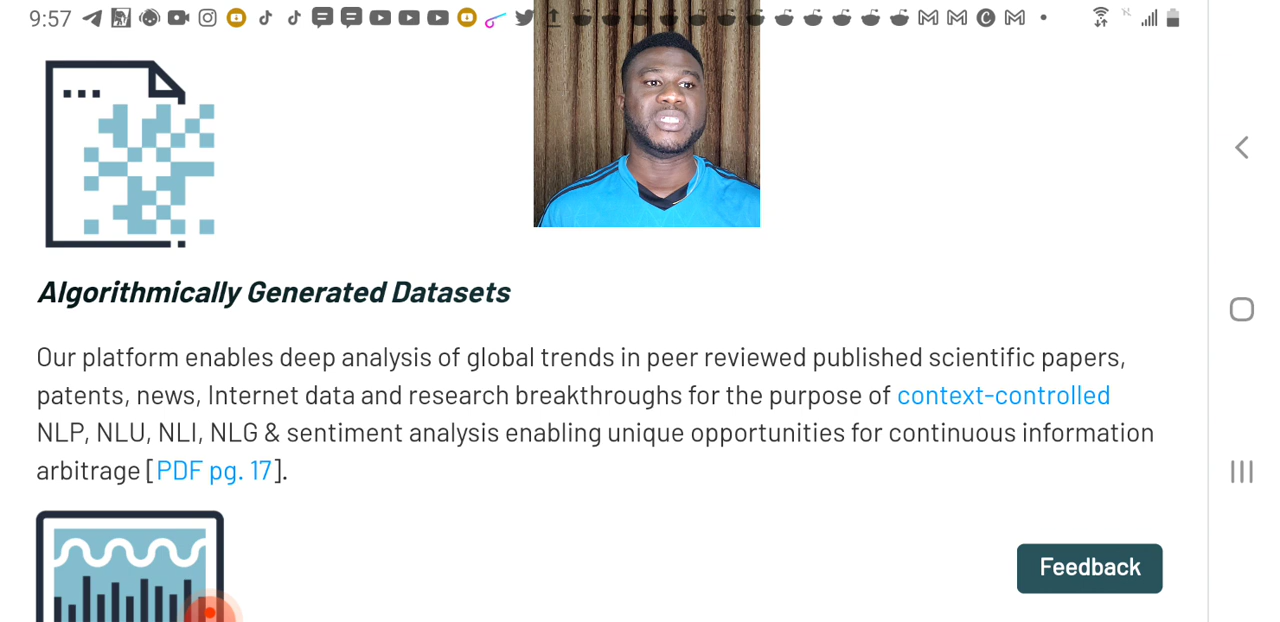 9:57
Algorithmically Generated Datasets
Our platform enables deep analysis of global trends in peer reviewed published scientific papers,
patents, news, Internet data and research breakthroughs for the purpose of context-controlled
NLP, NLU, NLI, NLG & sentiment analysis enabling unique opportunities for continuous information
arbitrage [PDF pg. 17].
Feedback